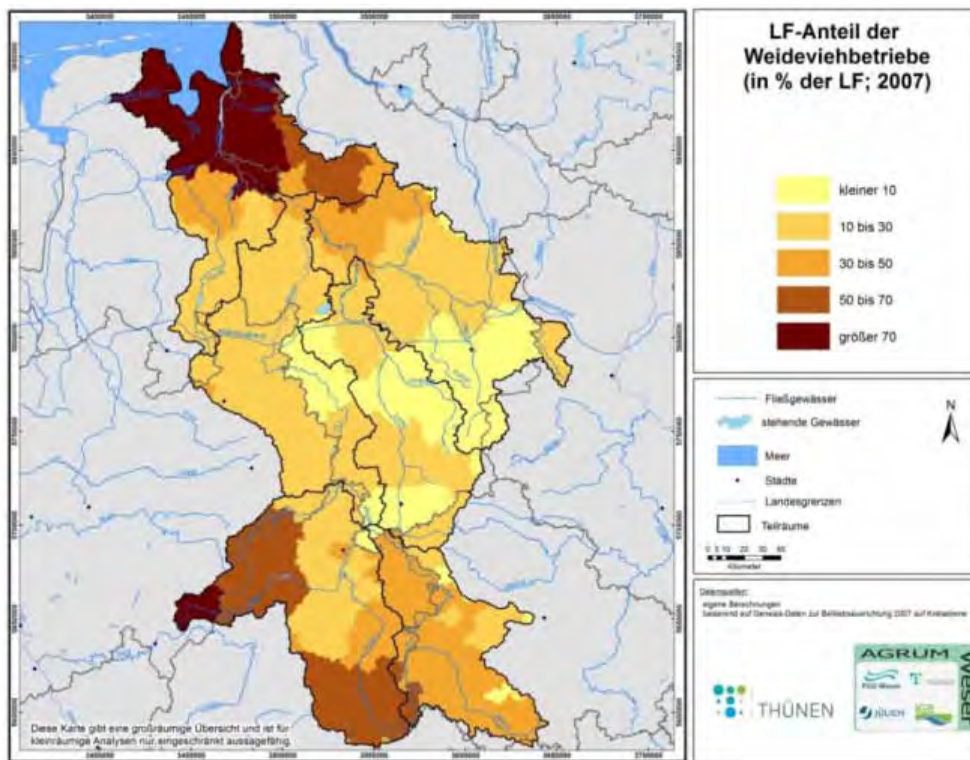 LF-Anteil der
Weideviehbetriebe
(in % der LF; 2007)
kleiner 10
10 bis 30
30 bis 50
50 bis 70
größer 70
Fließgewässer
stehende Gewässer
N
Meer
Städte
Landesgrenzen
Teilräume
Kilometer
Datenquellen:
eigene Berechnungen
basierend auf Genesis-Daten zur Betriebsausrichtung 2007 auf Kreisebene
THÜNEN
AGRUM
Weser
JÜLICH
Diese Karte gibt eine großräumige Übersicht und ist für
kleinräumige Analysen nur eingeschränkt aussagefähig.